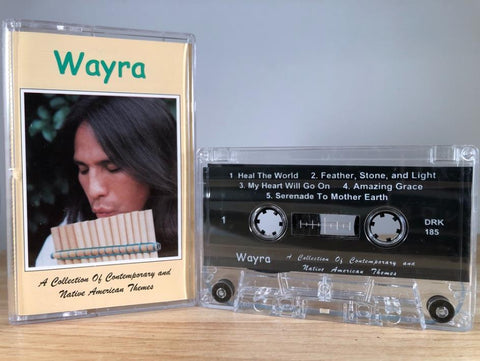 Wayra
A Collection Of Contemporary and
Native American Themes
1 Heal The World 2. Feather, Stone, and Light
3. My Heart Will Go On 4. Amazing Grace
5. Serenade To Mother Earth
1
DRK
185
Wayra A Collection Of Contemporary and
Native American Themes